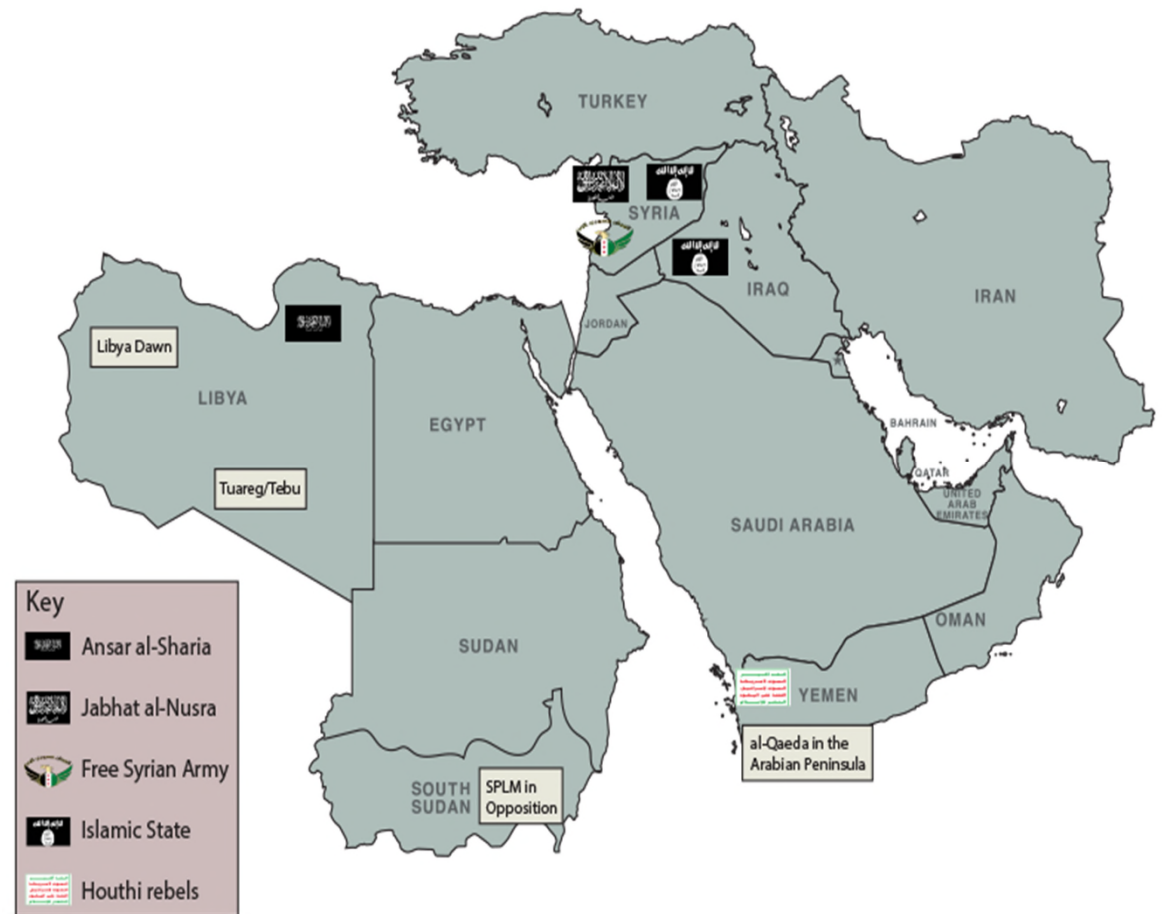 TURKEY
SYRIA
IRAQ
IRAN
JORDAN
Libya Dawn
LIBYA
EGYPT
BAHRAIN
QATAR
UNITED
ARAB
EMIRATES
Tuareg/Tebu
SAUDI ARABIA
OMAN
SUDAN
YEMEN
al-Qaeda in the
Arabian Peninsula
SOUTH
SUDAN
SPLM in
Opposition
Key
Ansar al-Sharia
Jabhat al-Nusra
Free Syrian Army
Islamic State
Houthi rebels